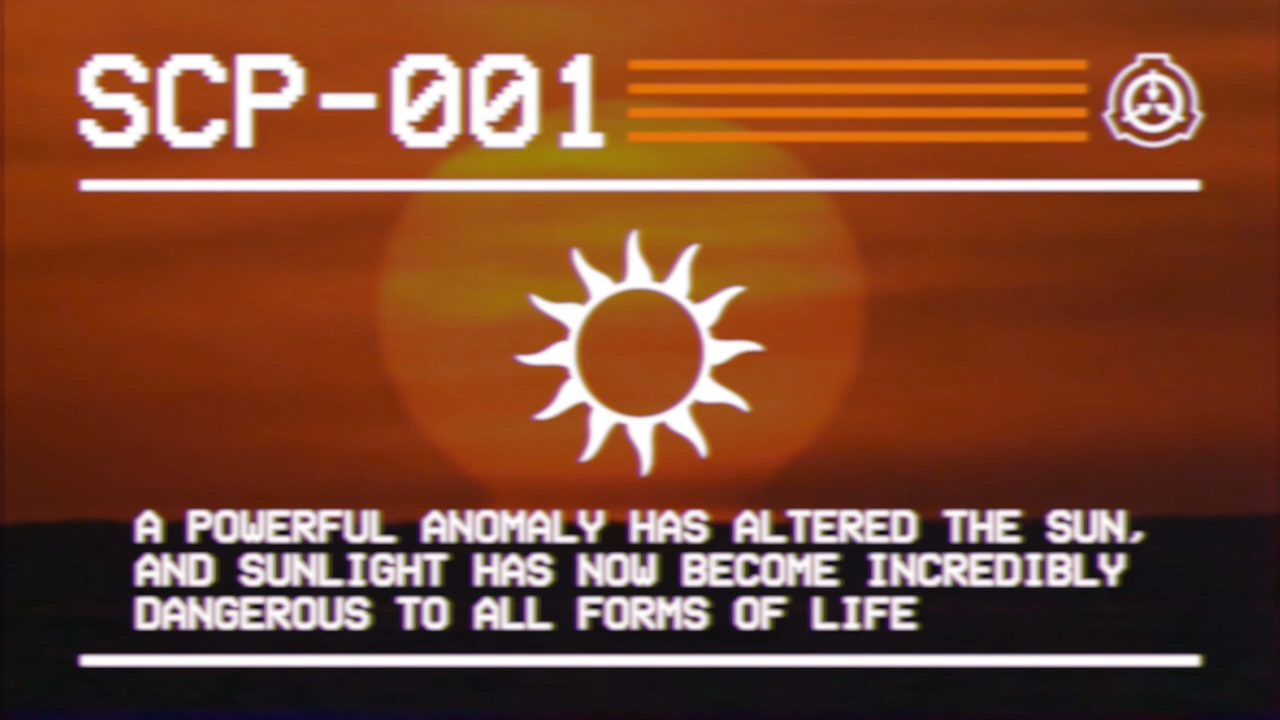 SCP-001
A POWERFUL ANOMALY HAS ALTERED THE SUN,
AND SUNLIGHT HAS NOW BECOME INCREDIBLY
DANGEROUS TO ALL FORMS OF LIFE